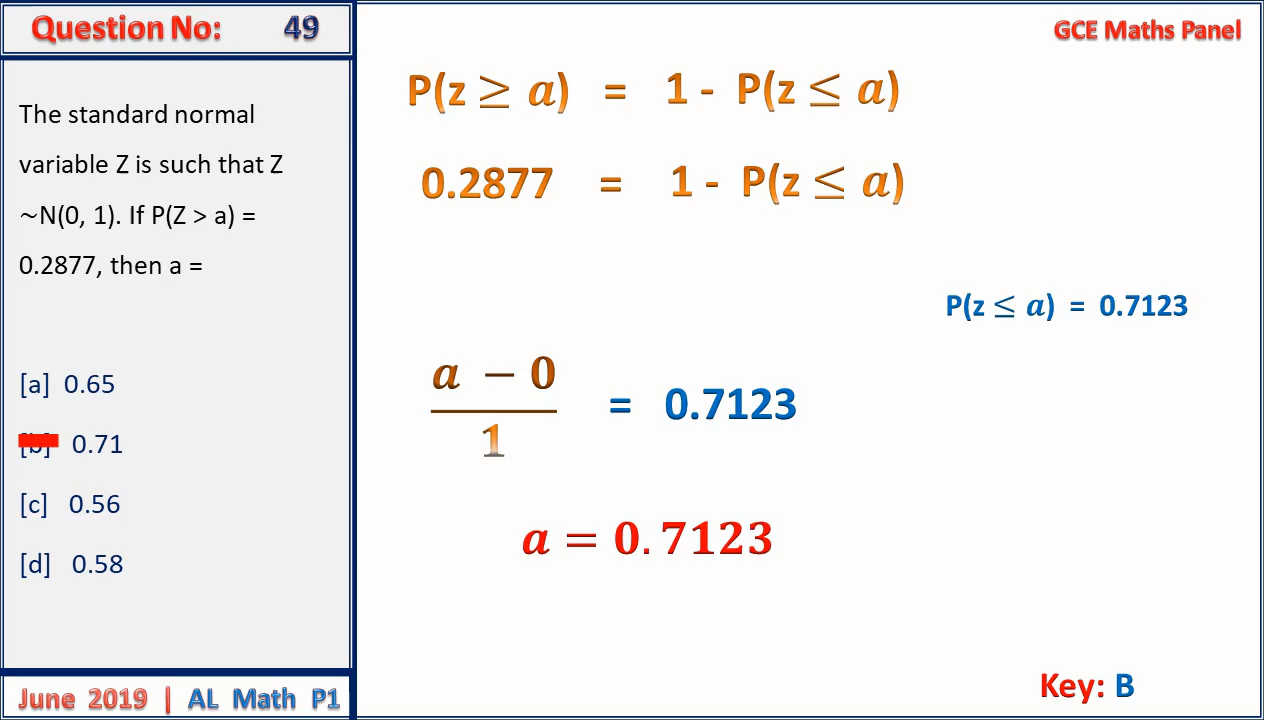 Question No: 49
GCE Maths Panel
The standard normal
variable Z is such that Z
~N(0, 1). If P(Z > a) =
0.2877, then a =
[a] 0.65
[b] 0.71
[c] 0.56
[d] 0.58
June 2019 | AL Math P1
P(z ≥ a) = 1 - P(z ≤ a)
0.2877 = 1 - P(z ≤ a)
P(z ≤ a) = 0.7123
a − 0
= 0.7123
1
a = 0.7123
Key: B